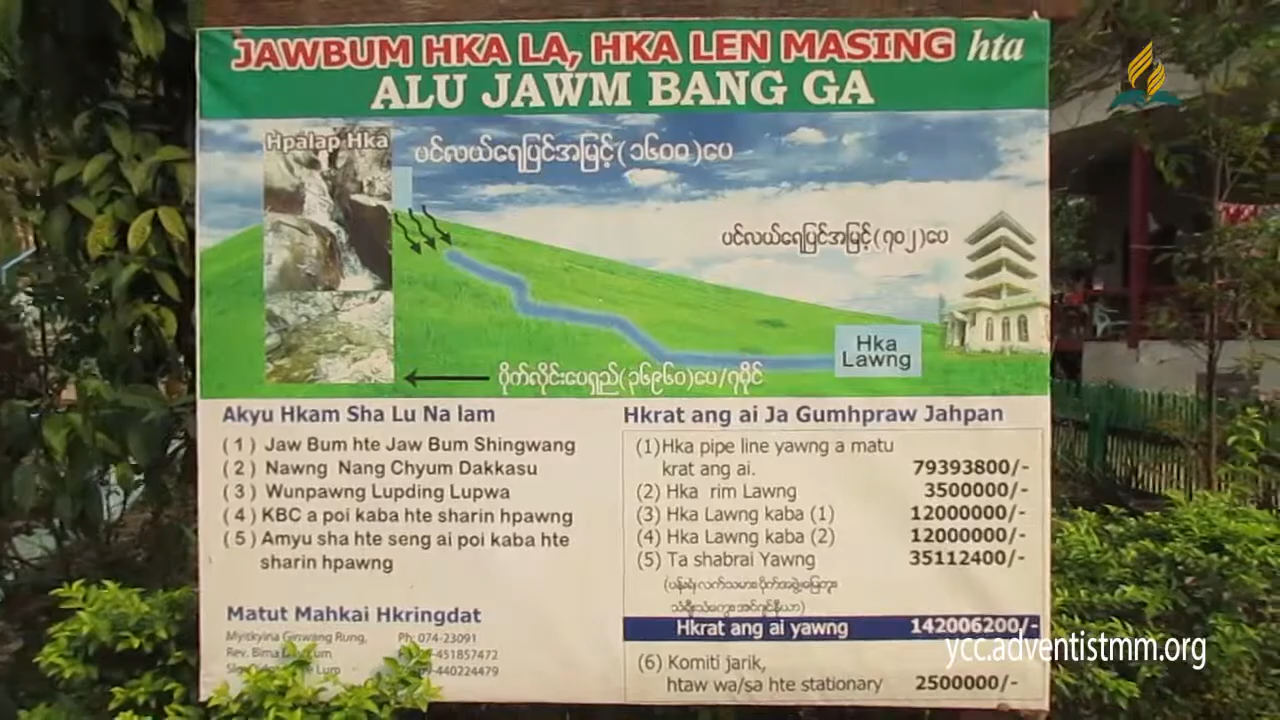 JAWBUM HKA LA, HKA LEN MASING hta
ALU JAWM BANG GA
Hpalap Hka
ပင်လယ်ရေပြင်အမြင့်(၁၆၀၀)ပေ
ပင်လယ်ရေပြင်အမြင့်(၇၀၂)ပေ
Hka
Lawng
ပိုက်လိုင်းပေရှည်(၃၆၉၆၀)ပေ/၇မိုင်
Akyu Hkam Sha Lu Na lam
(1) Jaw Bum hte Jaw Bum Shingwang
(2) Nawng Nang Chyum Dakkasu
(3) Wunpawng Lupding Lupwa
(4) KBC a poi kaba hte sharin hpawng
(5) Amyu sha hte seng ai poi kaba hte
sharin hpawng
Matut Mahkai Hkringdat
Myitkyina Ginwang Rung, Ph: 074-23091
Rev. Bima Lum -451857472
Lum -440224479
Hkrat ang ai Ja Gumhpraw Jahpan
(1)Hka pipe line yawng a matu
krat ang ai. 79393800/-
(2) Hka rim Lawng 3500000/-
(3) Hka Lawng kaba (1) 12000000/-
(4) Hka Lawng kaba (2) 12000000/-
(5) Ta shabrai Yawng 35112400/-
Hkrat ang ai yawng 142006200/-
(6) Komiti jarik,
htaw wa/sa hte stationary 2500000/-
ycc.adventistmm.org